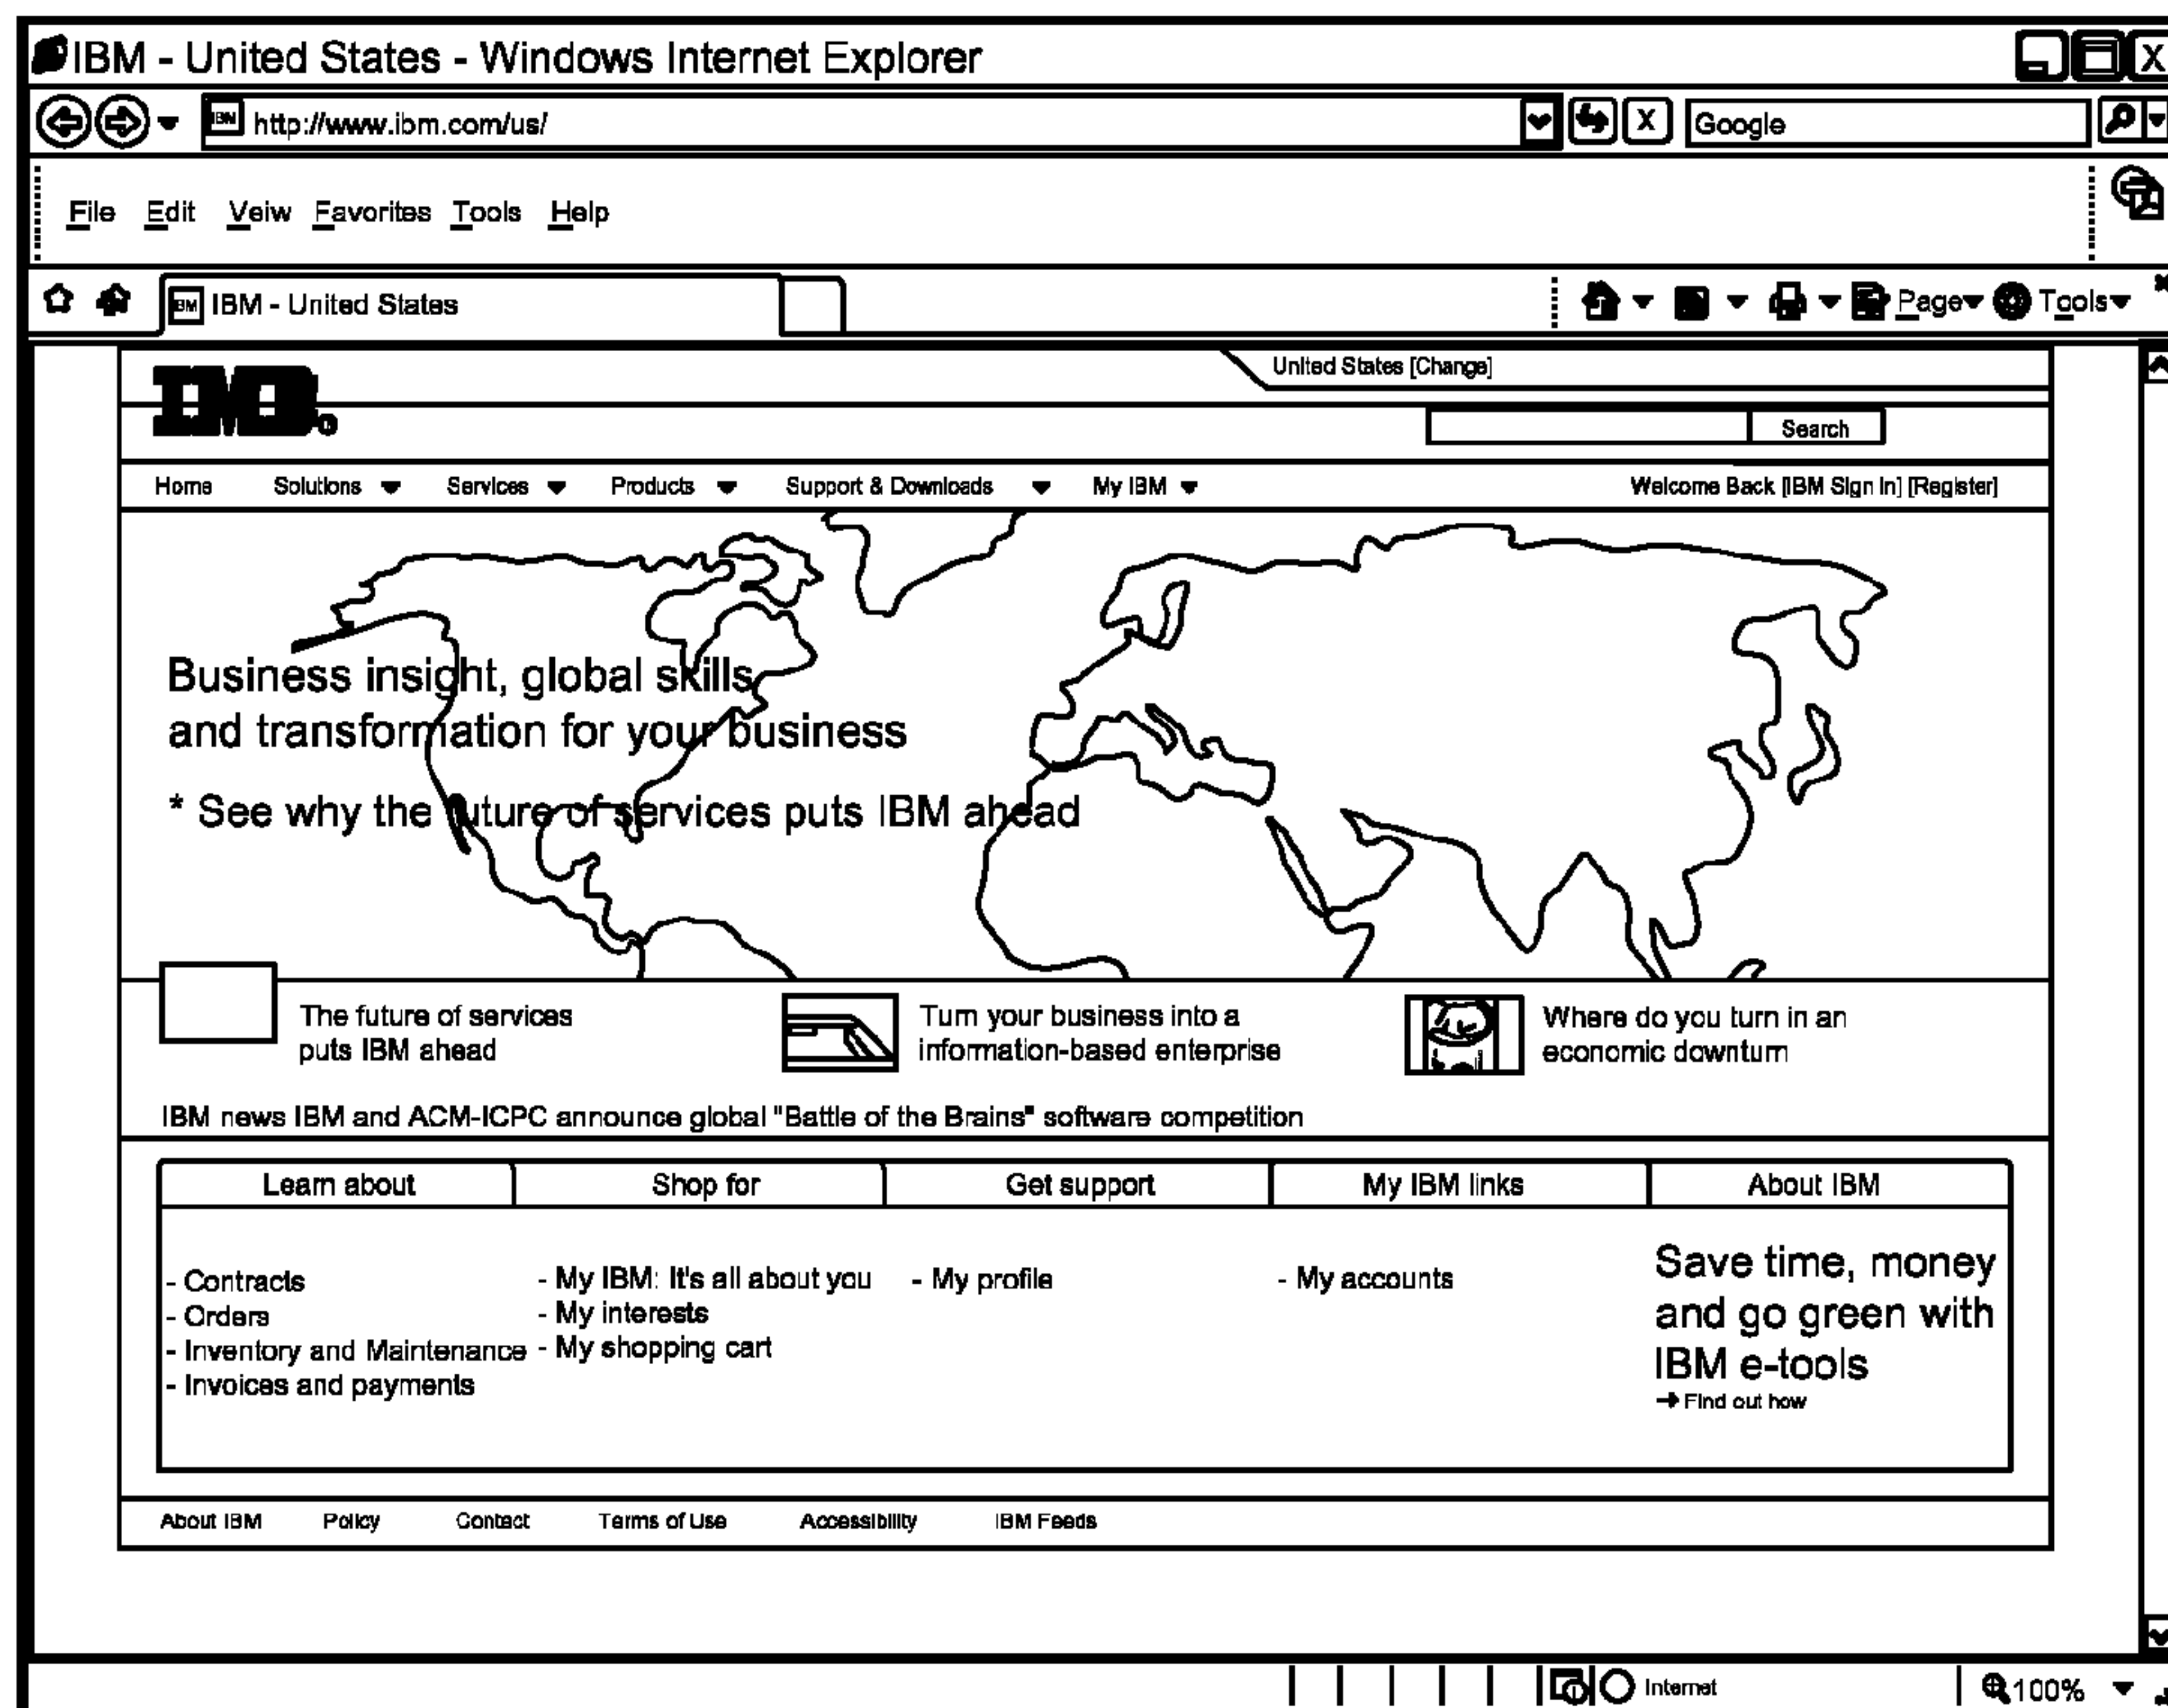 IBM - United States - Windows Internet Explorer
X
IBM http://www.ibm.com/us/ X Google
File Edit Veiw Favorites Tools Help
BM IBM - United States Page Tools
United States [Change]
IMB
Search
Home Solutions Services Products Support & Downloads My IBM Welcome Back [IBM Sign In] [Register]
Business insight, global skills
and transformation for your business
* See why the future of services puts IBM ahead
The future of services
puts IBM ahead
Turn your business into a
information-based enterprise
Where do you turn in an
economic downturn
IBM news IBM and ACM-ICPC announce global "Battle of the Brains" software competition
Learn about Shop for Get support My IBM links About IBM
- Contracts
- Orders
- Inventory and Maintenance
- Invoices and payments
- My IBM: It's all about you
- My interests
- My shopping cart
- My profile
- My accounts
Save time, money
and go green with
IBM e-tools
Find out how
About IBM Policy Contact Terms of Use Accessibility IBM Feeds
Internet 100%